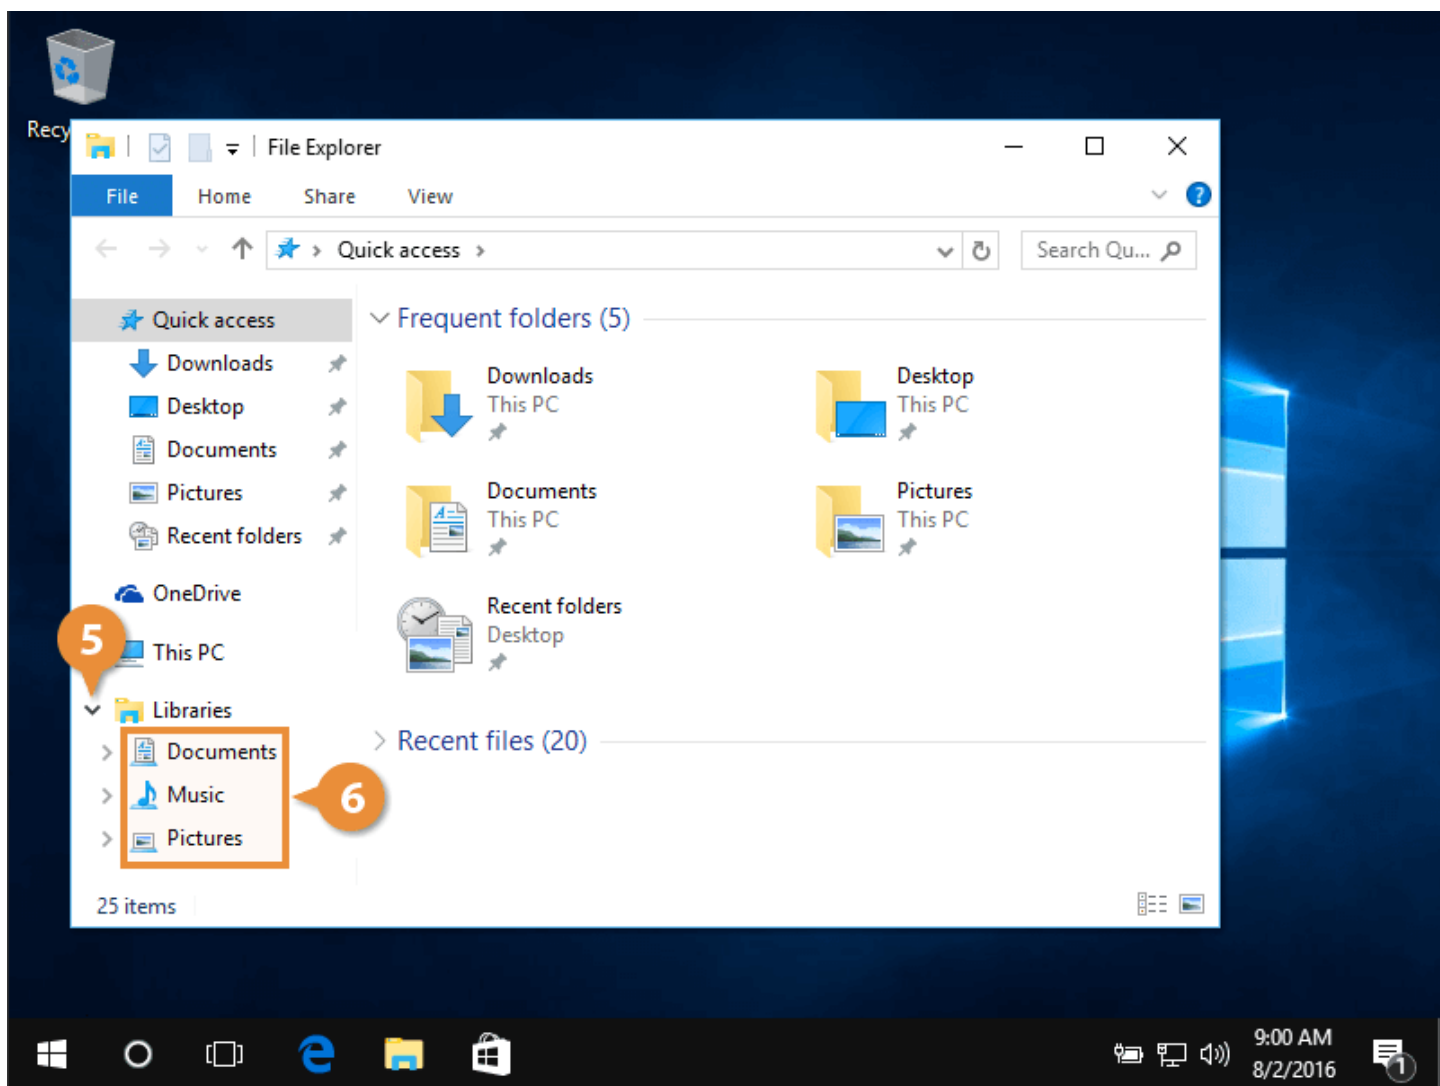 Recy
File Explorer
File Home Share View
Quick access
Search Qu...
Quick access
Downloads
Desktop
Documents
Pictures
Recent folders
OneDrive
5
This PC
Libraries
Documents
Music
Pictures
6
Frequent folders (5)
Downloads
This PC
Desktop
This PC
Documents
This PC
Pictures
This PC
Recent folders
Desktop
Recent files (20)
25 items
9:00 AM
8/2/2016
1